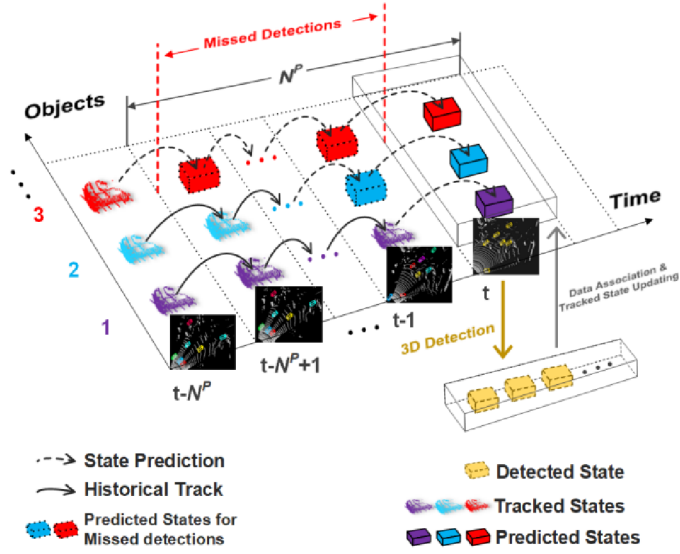 Missed Detections
N^P
Objects
Time
3
2
1
t
t-1
t-N^P+1
t-N^P
3D Detection
Data Association &
Tracked State Updating
State Prediction
Historical Track
Predicted States for
Missed detections
Detected State
Tracked States
Predicted States